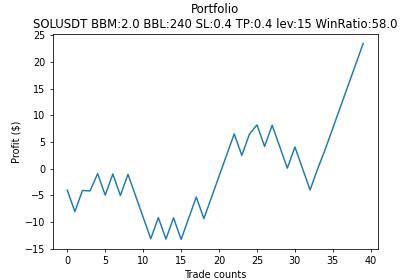 Portfolio
SOLUSDT BBM:2.0 BBL:240 SL:0.4 TP:0.4 lev:15 WinRatio:58.0
25
20
15
10
5
0
−5
−10
−15
Profit ($)
0 5 10 15 20 25 30 35 40
Trade counts